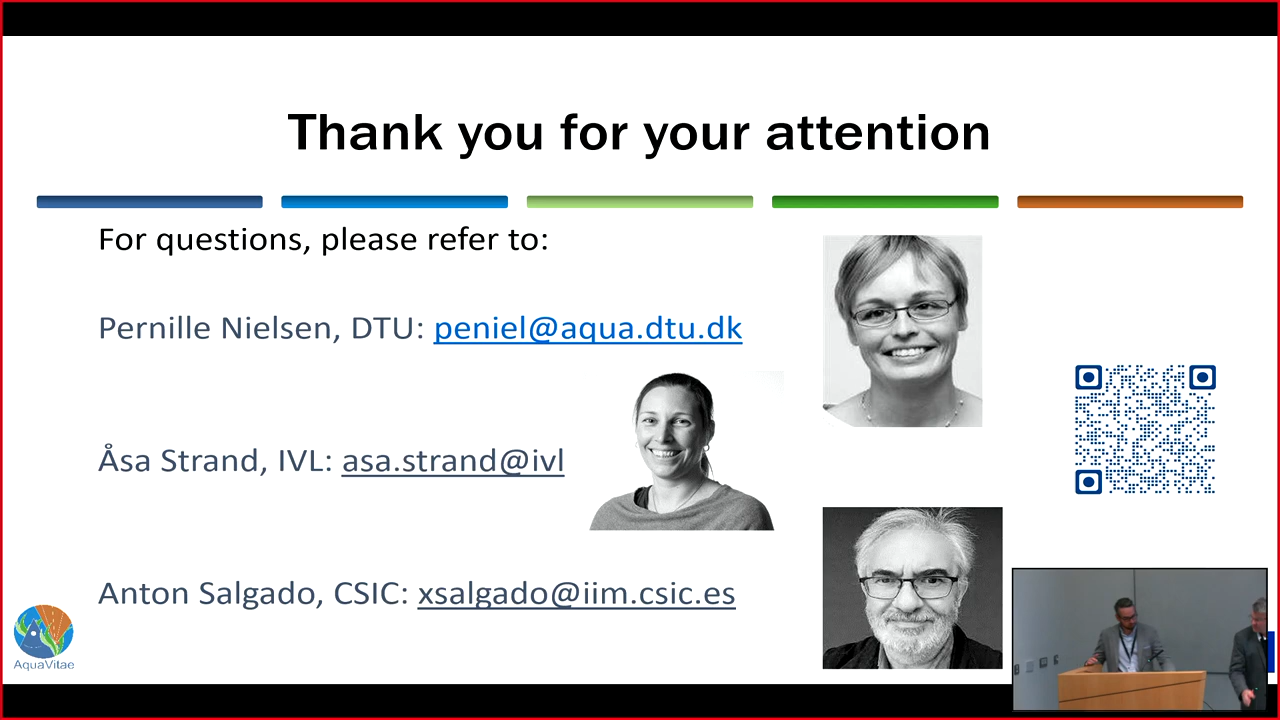 Thank you for your attention
For questions, please refer to:
Pernille Nielsen, DTU: peniel@aqua.dtu.dk
Åsa Strand, IVL: asa.strand@ivl
Anton Salgado, CSIC: xsalgado@iim.csic.es
AquaVitae